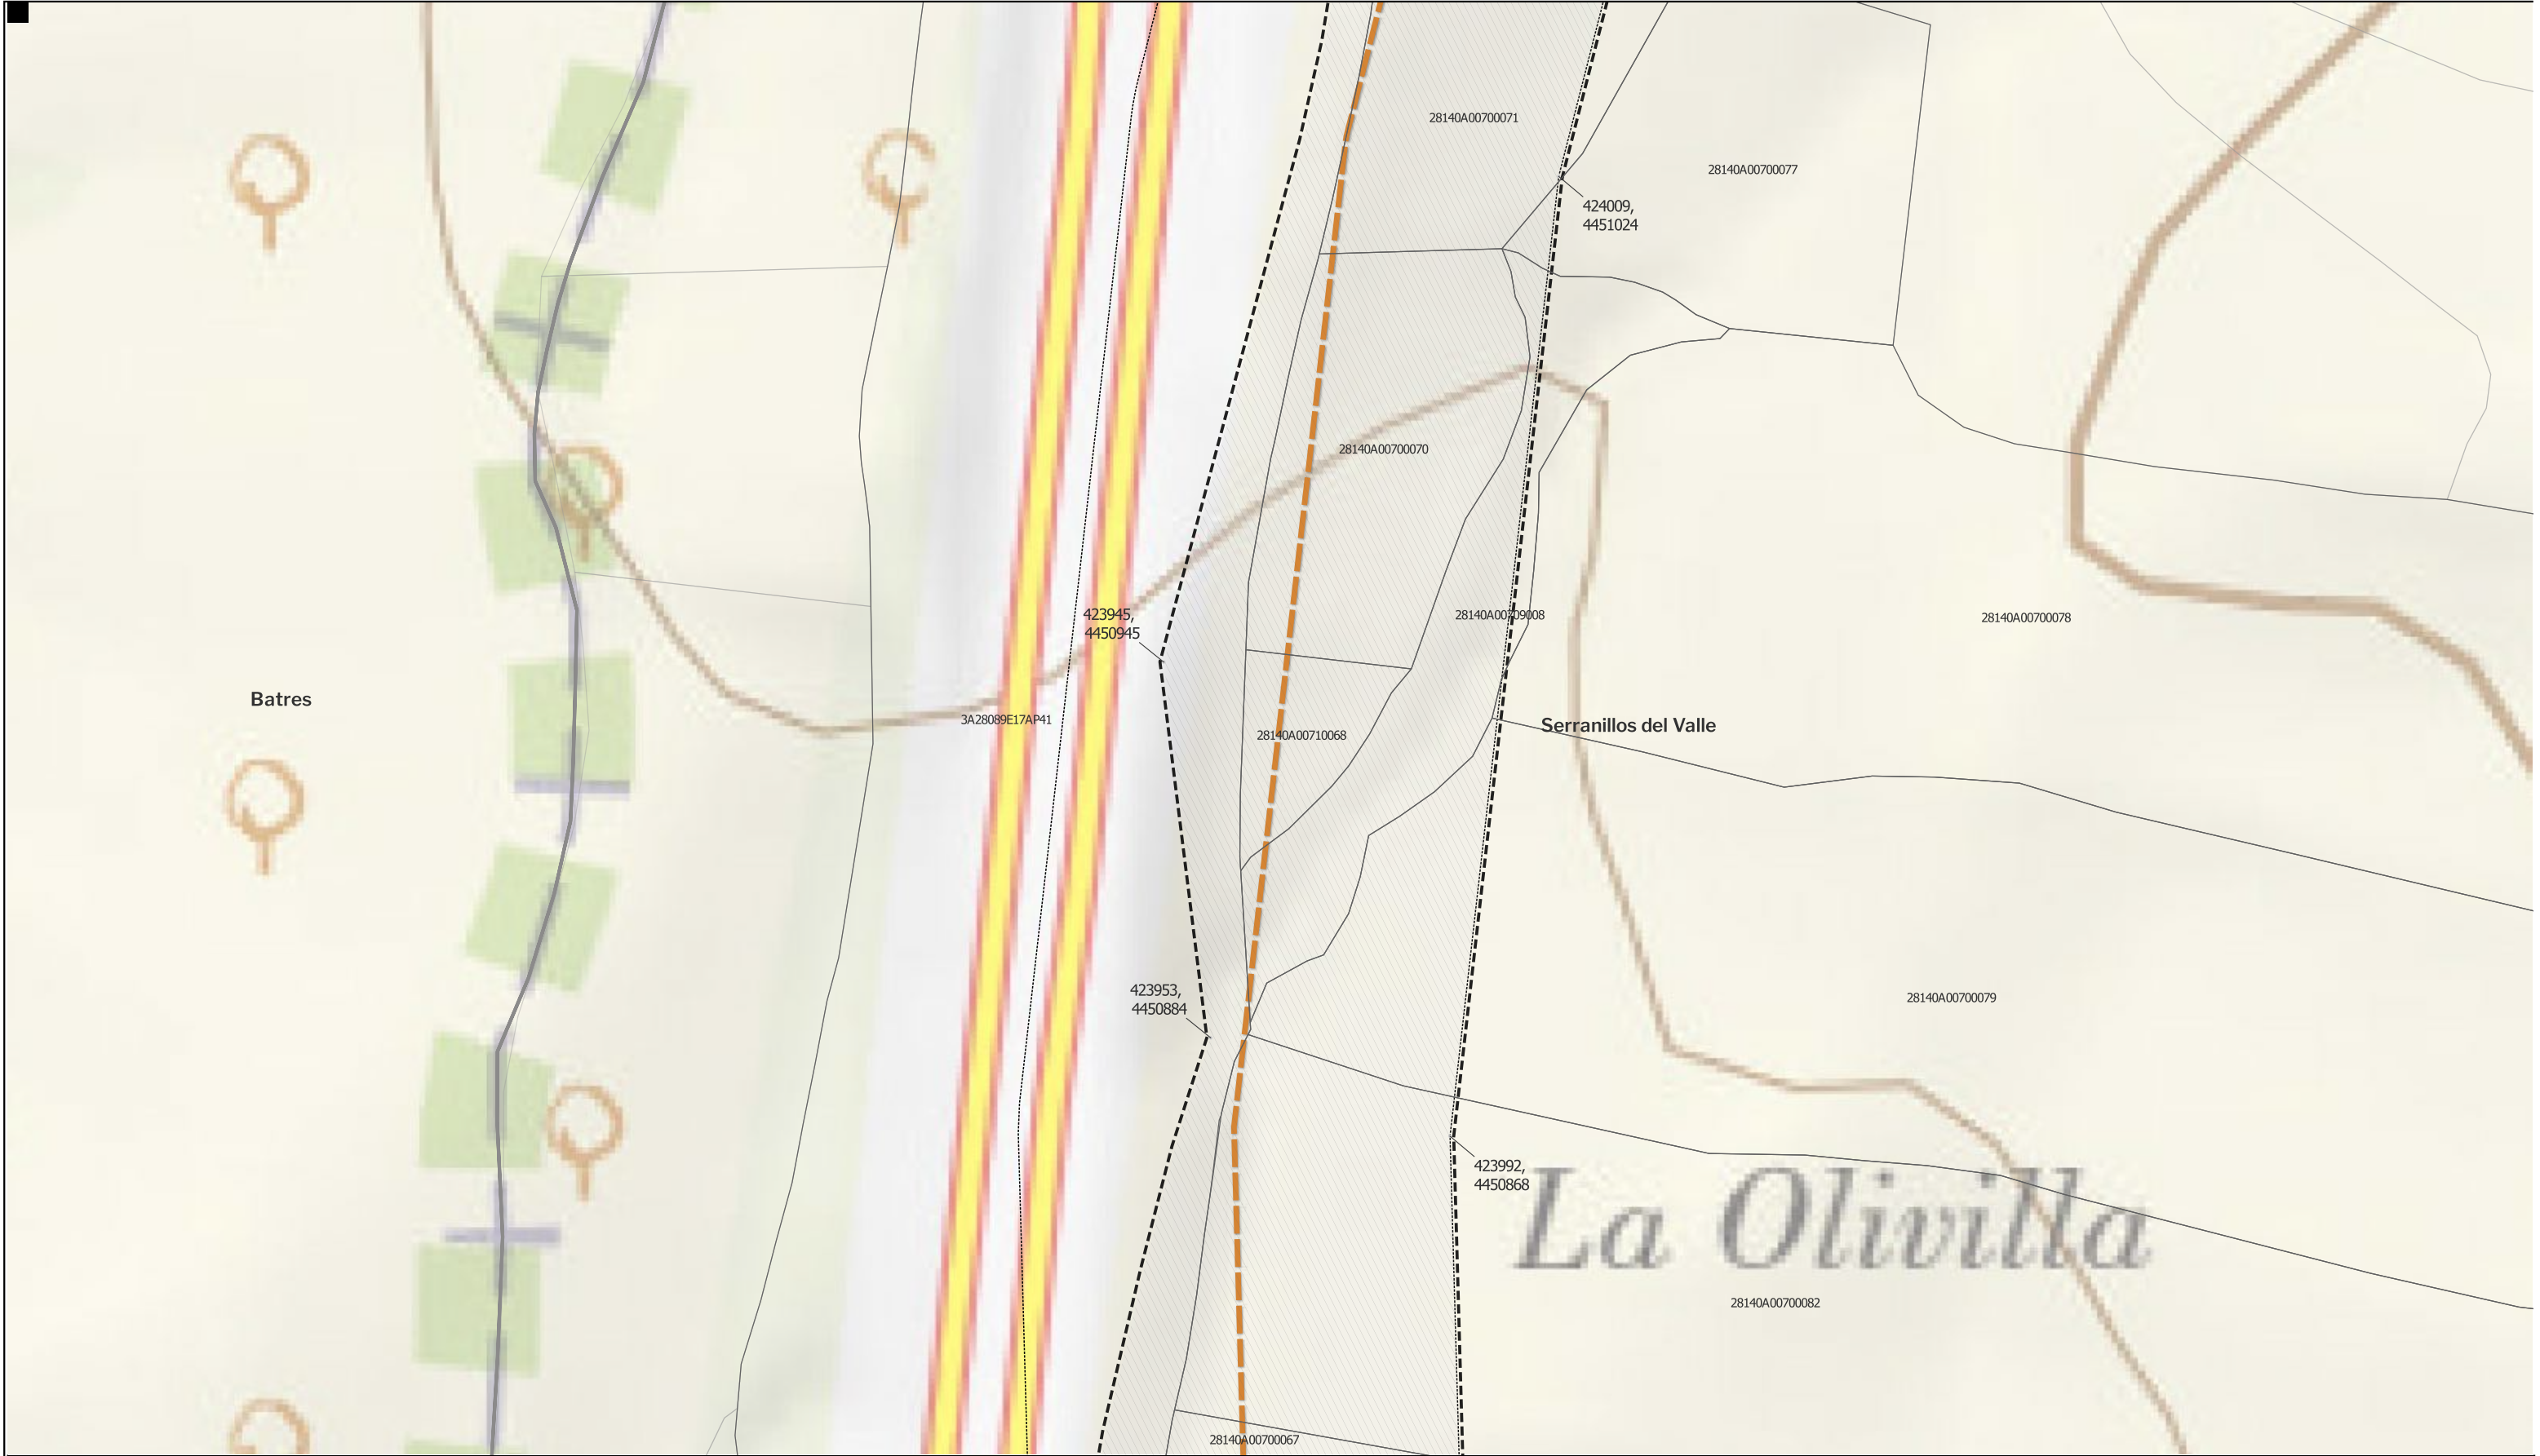 28140A00700071
28140A00700077
424009,
4451024
28140A00700070
423945,
4450945
28140A00709008
28140A00700078
Batres
3A28089E17AP41
28140A00710068
Serranillos del Valle
423953,
4450884
28140A00700079
423992,
4450868
La Olivilla
28140A00700082
28140A00700067